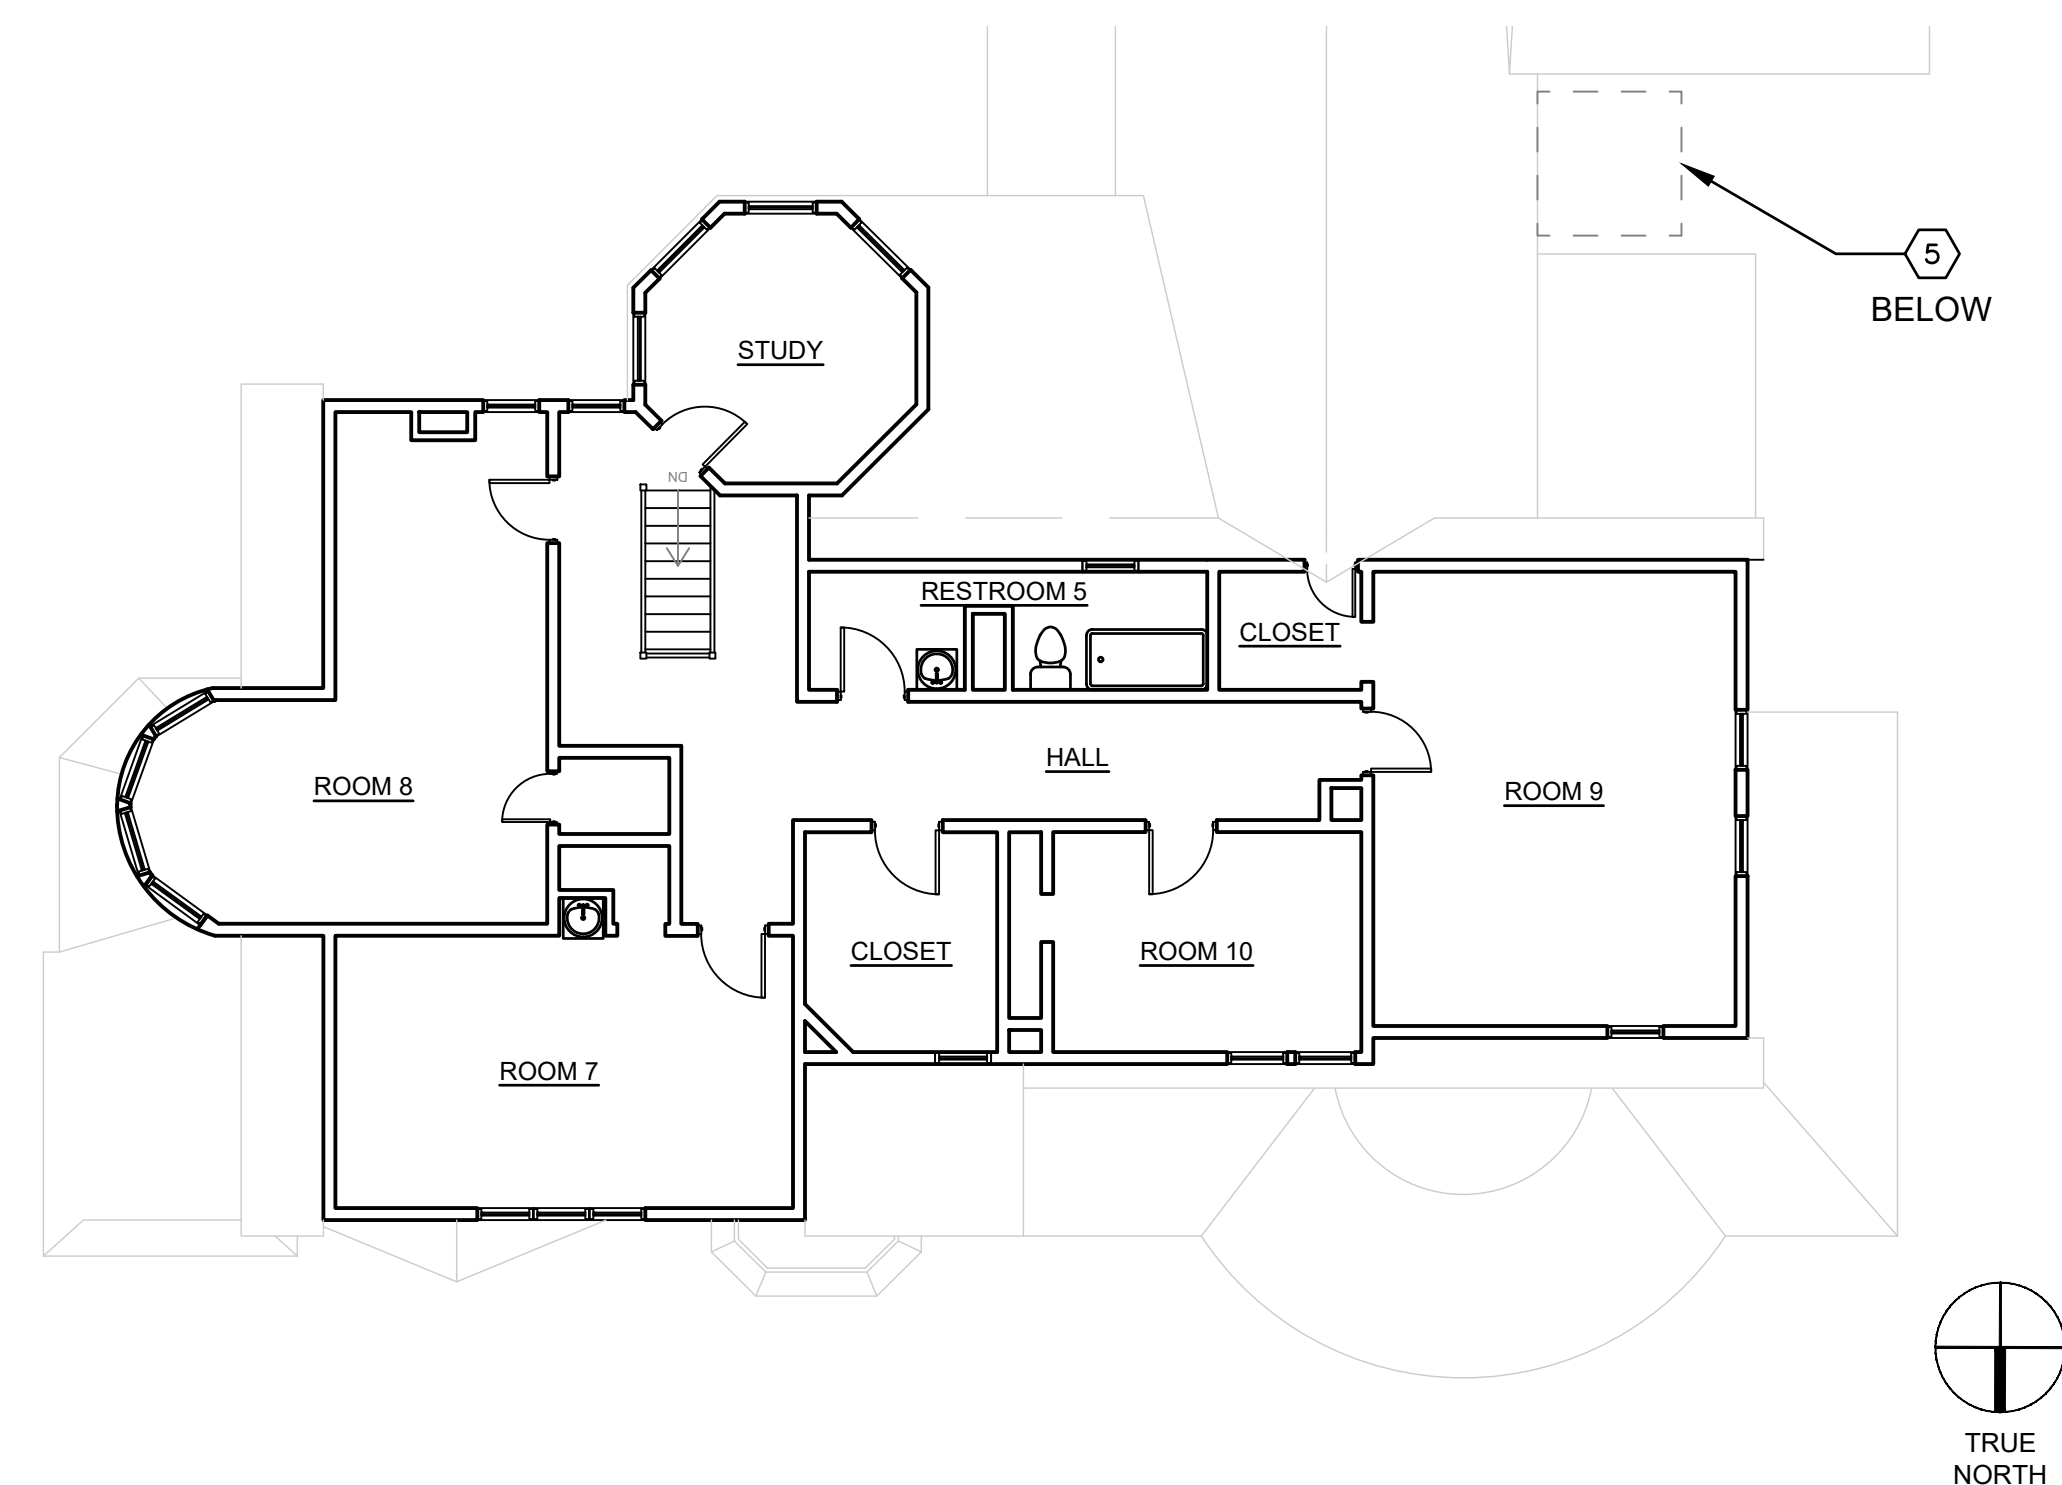 5
BELOW
STUDY
DN
RESTROOM 5
CLOSET
HALL
ROOM 8
ROOM 9
CLOSET
ROOM 10
ROOM 7
TRUE
NORTH